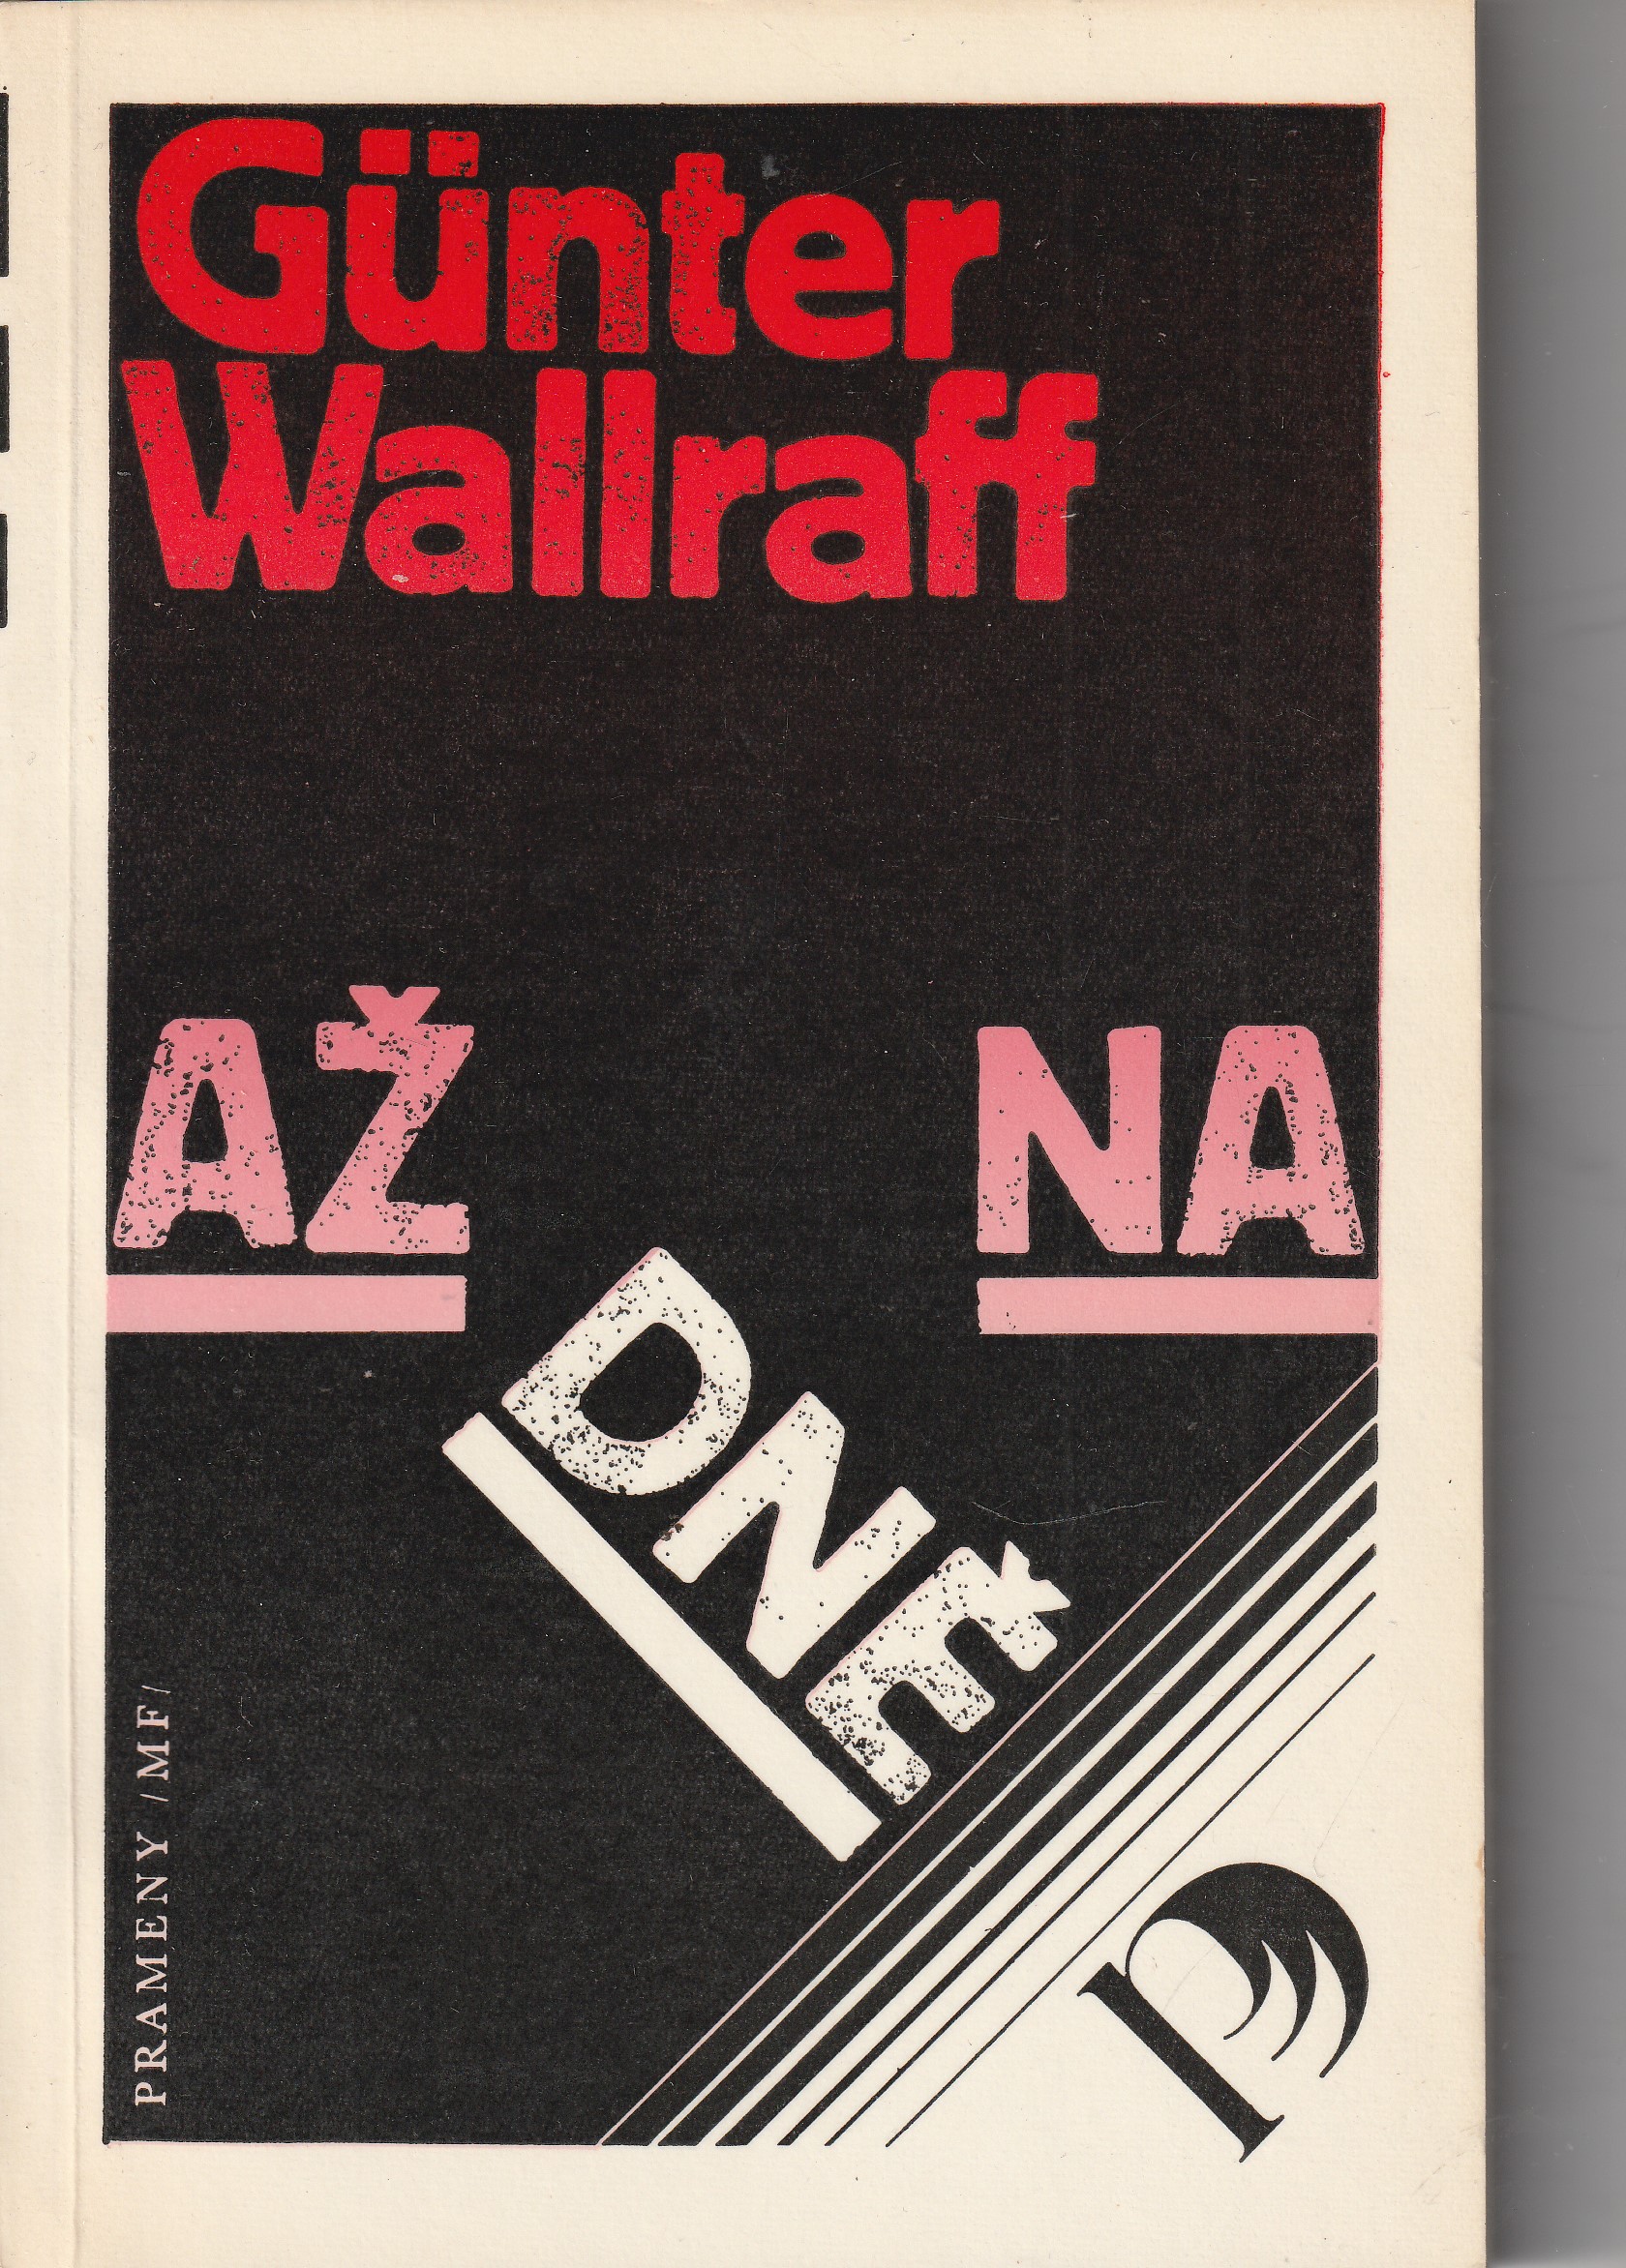 Günter
Wallraff
AŽ NA
DNĚ
PRAMENY /MF/
p